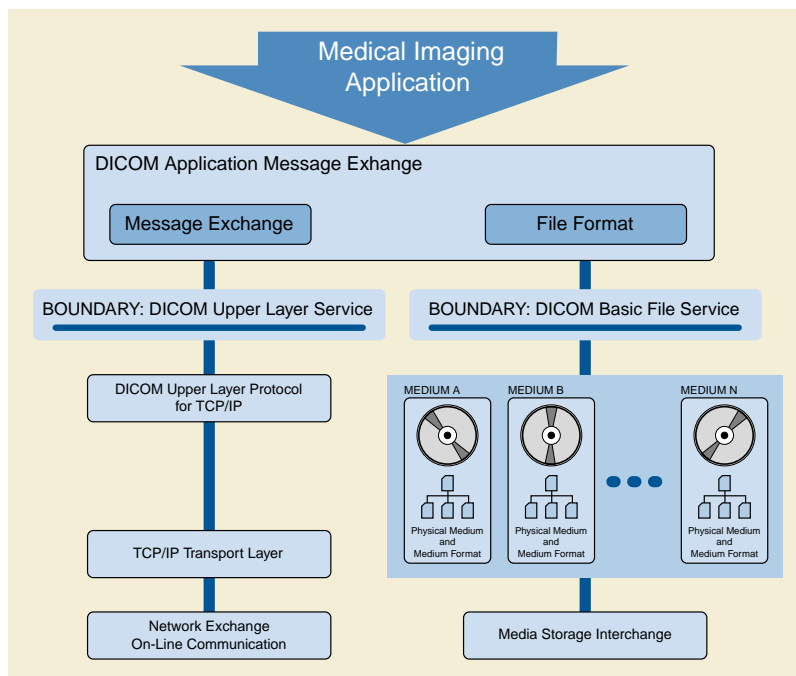 Medical Imaging
Application
DICOM Application Message Exhange
Message Exchange
File Format
BOUNDARY: DICOM Upper Layer Service
BOUNDARY: DICOM Basic File Service
DICOM Upper Layer Protocol
for TCP/IP
TCP/IP Transport Layer
Network Exchange
On-Line Communication
MEDIUM A
Physical Medium
and
Medium Format
MEDIUM B
Physical Medium
and
Medium Format
MEDIUM N
Physical Medium
and
Medium Format
Media Storage Interchange